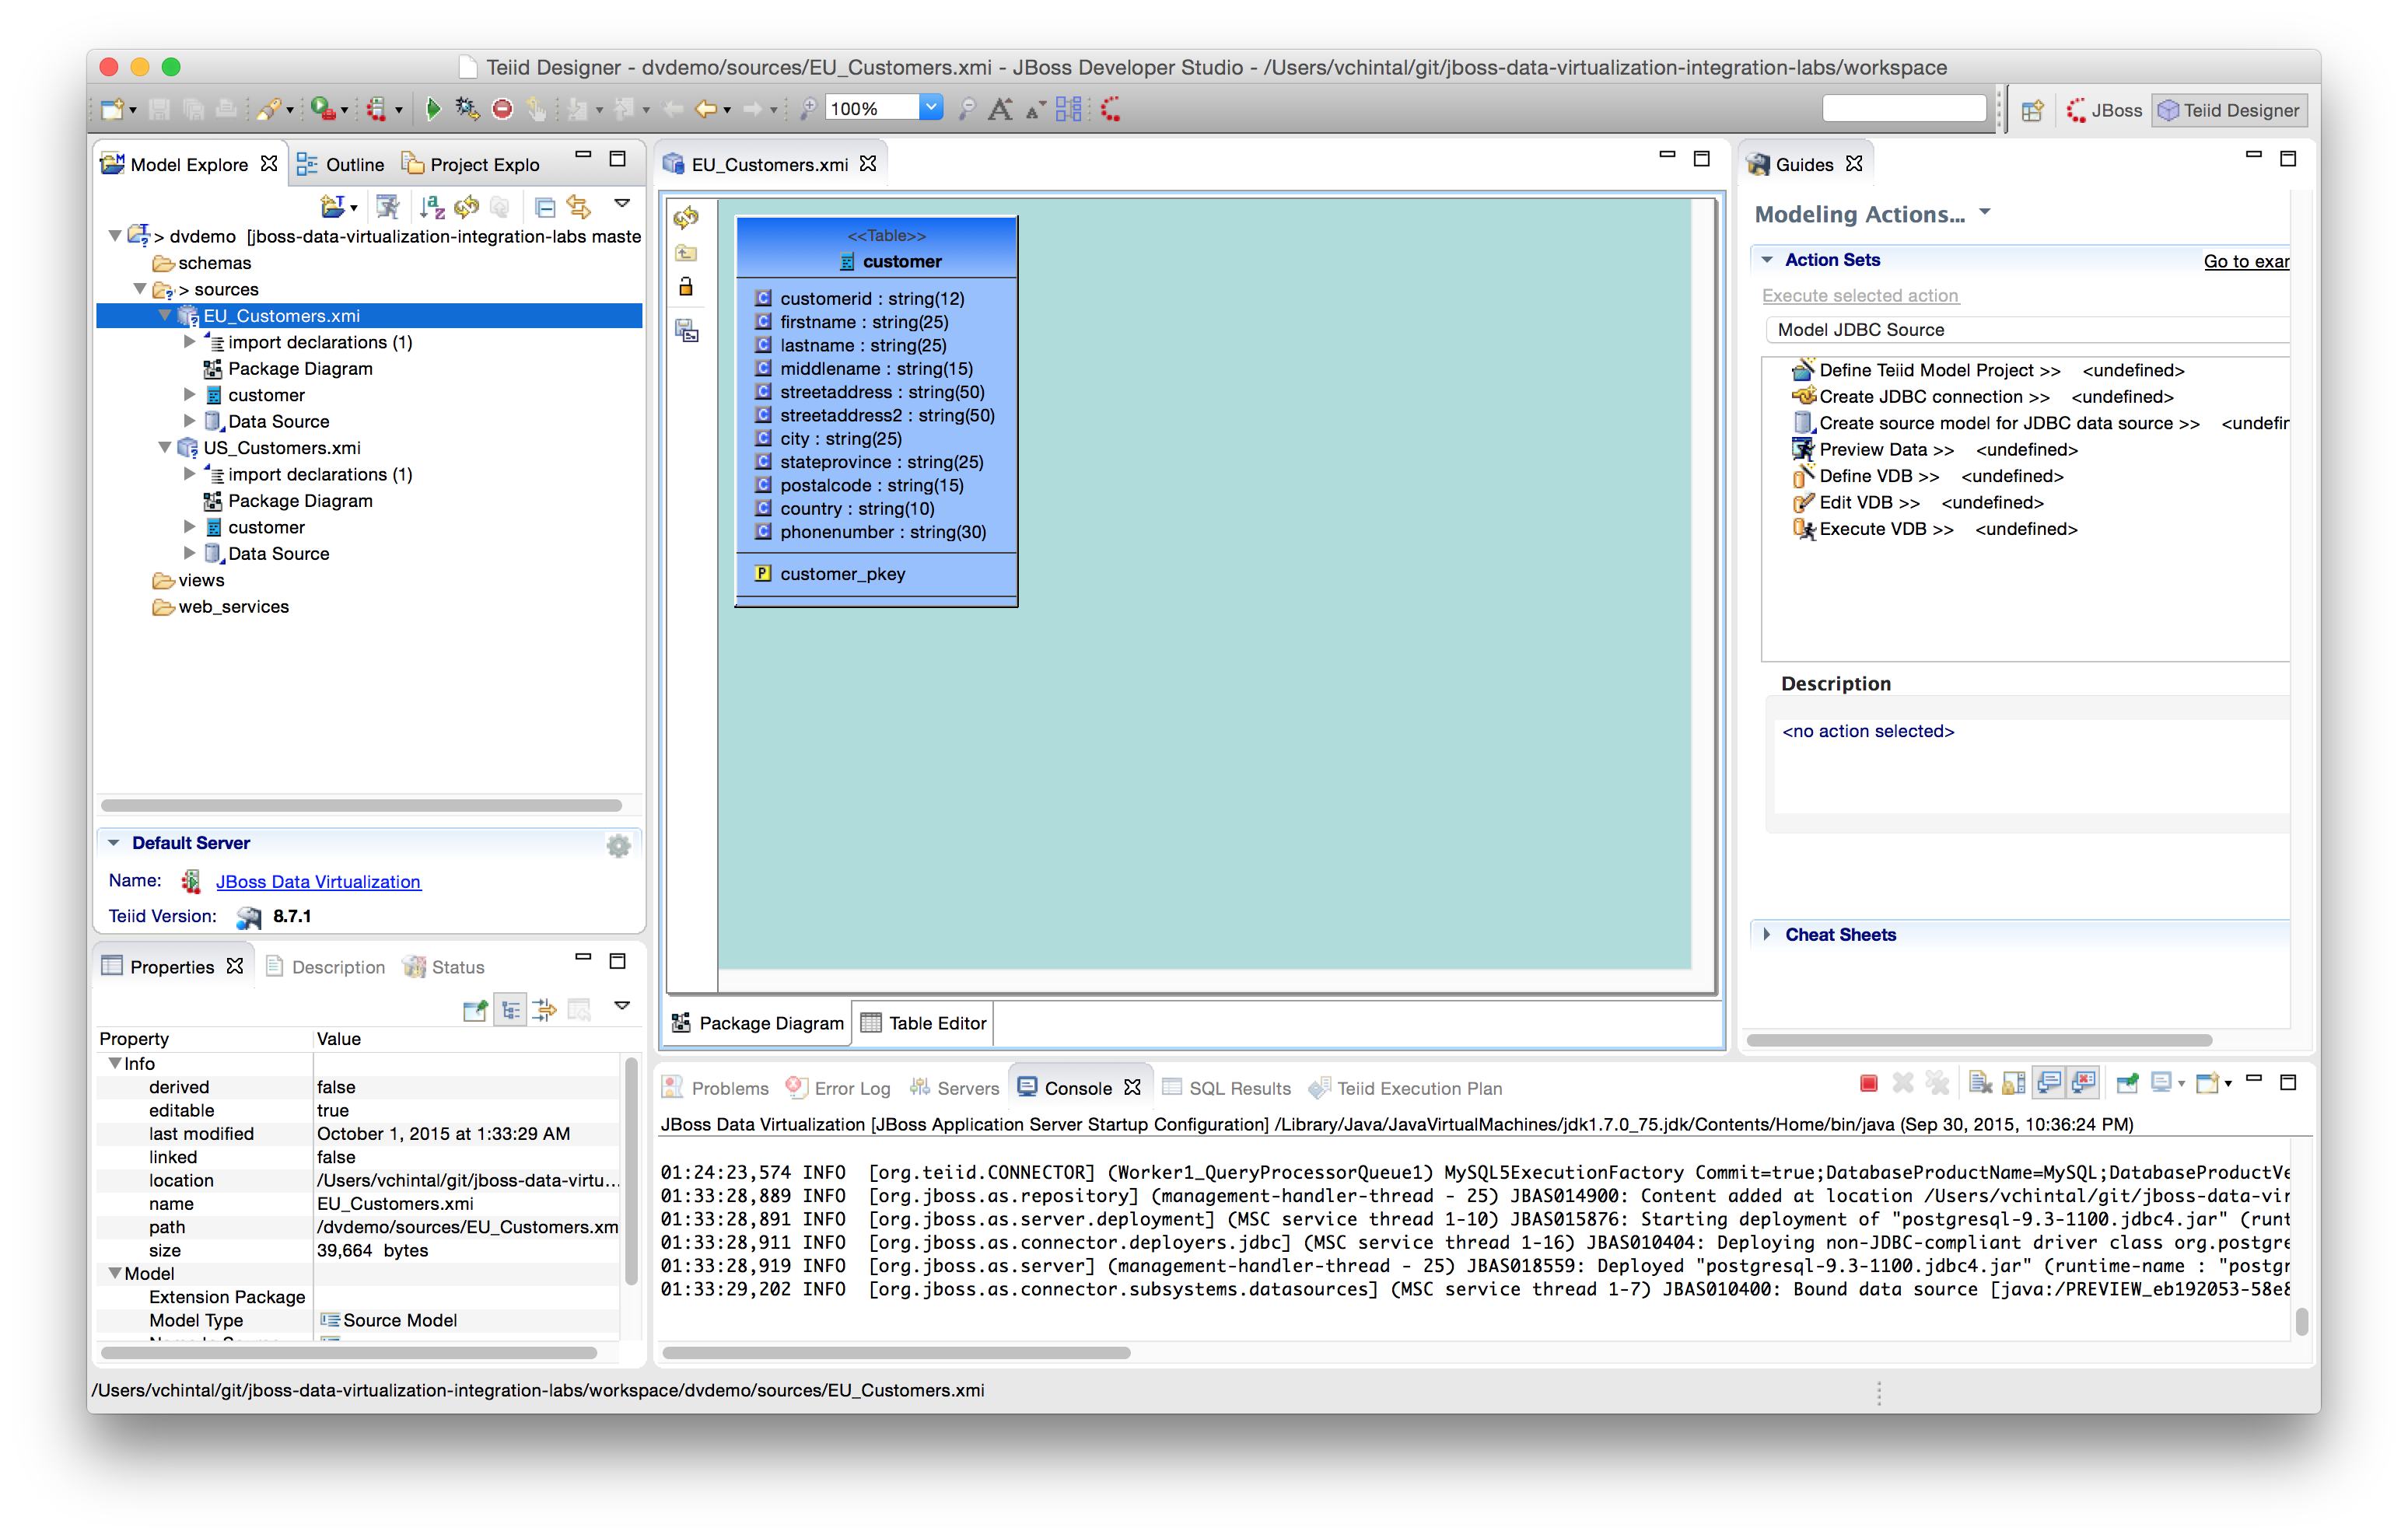 Teiid Designer - dvdemo/sources/EU_Customers.xmi - JBoss Developer Studio - /Users/vchintal/git/jboss-data-virtualization-integration-labs/workspace
100%
JBoss
Teiid Designer
Model Explore
Outline
Project Explo
> dvdemo [jboss-data-virtualization-integration-labs maste
schemas
> sources
EU_Customers.xmi
import declarations (1)
Package Diagram
customer
Data Source
US_Customers.xmi
import declarations (1)
Package Diagram
customer
Data Source
views
web_services
Default Server
Name: JBoss Data Virtualization
Teiid Version: 8.7.1
EU_Customers.xmi
<<Table>>
customer
customerid : string(12)
firstname : string(25)
lastname : string(25)
middlename : string(15)
streetaddress : string(50)
streetaddress2 : string(50)
city : string(25)
stateprovince : string(25)
postalcode : string(15)
country : string(10)
phonenumber : string(30)
customer_pkey
Package Diagram
Table Editor
Guides
Modeling Actions...
Action Sets
Go to exar
Execute selected action
Model JDBC Source
Define Teiid Model Project >> <undefined>
Create JDBC connection >> <undefined>
Create source model for JDBC data source >> <undefir
Preview Data >> <undefined>
Define VDB >> <undefined>
Edit VDB >> <undefined>
Execute VDB >> <undefined>
Description
<no action selected>
Cheat Sheets
Properties
Description
Status
Property Value
Info
derived false
editable true
last modified October 1, 2015 at 1:33:29 AM
linked false
location /Users/vchintal/git/jboss-data-virtu...
name EU_Customers.xmi
path /dvdemo/sources/EU_Customers.xm
size 39,664 bytes
Model
Extension Package
Model Type Source Model
Problems
Error Log
Servers
Console
SQL Results
Teiid Execution Plan
JBoss Data Virtualization [JBoss Application Server Startup Configuration] /Library/Java/JavaVirtualMachines/jdk1.7.0_75.jdk/Contents/Home/bin/java (Sep 30, 2015, 10:36:24 PM)
01:24:23,574 INFO [org.teiid.CONNECTOR] (Worker1_QueryProcessorQueue1) MySQL5ExecutionFactory Commit=true;DatabaseProductName=MySQL;DatabaseProductVe
01:33:28,889 INFO [org.jboss.as.repository] (management-handler-thread - 25) JBAS014900: Content added at location /Users/vchintal/git/jboss-data-vir
01:33:28,891 INFO [org.jboss.as.server.deployment] (MSC service thread 1-10) JBAS015876: Starting deployment of "postgresql-9.3-1100.jdbc4.jar" (runt
01:33:28,911 INFO [org.jboss.as.connector.deployers.jdbc] (MSC service thread 1-16) JBAS010404: Deploying non-JDBC-compliant driver class org.postgre
01:33:28,919 INFO [org.jboss.as.server] (management-handler-thread - 25) JBAS018559: Deployed "postgresql-9.3-1100.jdbc4.jar" (runtime-name : "postgr
01:33:29,202 INFO [org.jboss.as.connector.subsystems.datasources] (MSC service thread 1-7) JBAS010400: Bound data source [java:/PREVIEW_eb192053-58e8
/Users/vchintal/git/jboss-data-virtualization-integration-labs/workspace/dvdemo/sources/EU_Customers.xmi